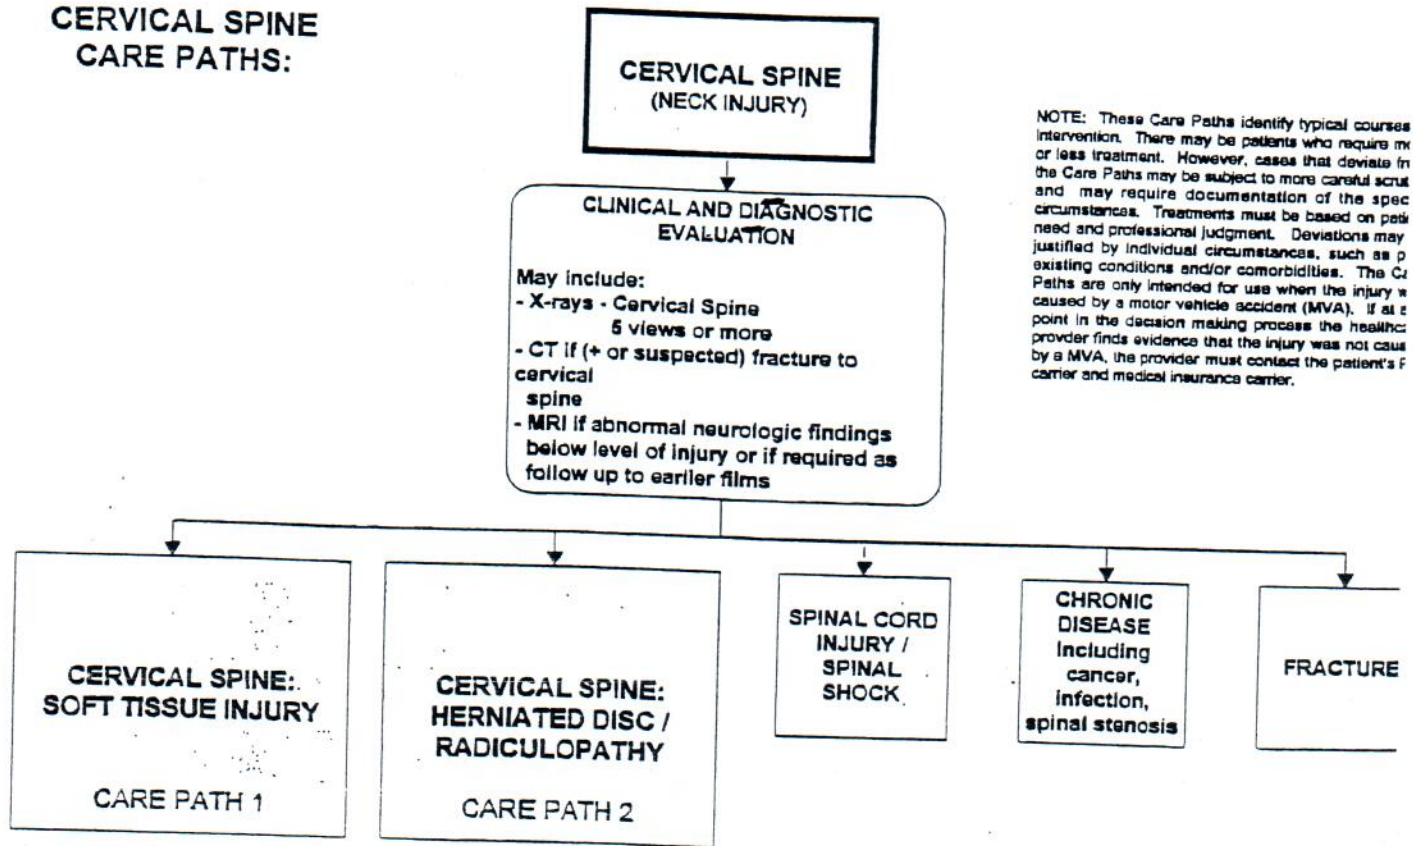 CERVICAL SPINE
CARE PATHS:
CERVICAL SPINE
(NECK INJURY)
NOTE: These Care Paths identify typical courses
intervention. There may be patients who require
or less treatment. However, cases that deviate
the Care Paths may be subject to more careful
and may require documentation of the
circumstances. Treatments must be based on
need and professional judgment. Deviations may
justified by individual circumstances, such as
existing conditions and/or comorbidities. The
Paths are only intended for use when the injury
caused by a motor vehicle accident (MVA). If at
point in the decision making process the
provder finds evidence that the injury was not
by a MVA, the provider must contact the patient's
carrier and medical insurance carrier.
CLINICAL AND DIAGNOSTIC
EVALUATION
May include:
- X-rays - Cervical Spine
5 views or more
- CT if (+ or suspected) fracture to
cervical
spine
- MRI if abnormal neurologic findings
below level of injury or if required as
follow up to earlier films
CERVICAL SPINE:
SOFT TISSUE INJURY
CARE PATH 1
CERVICAL SPINE:
HERNIATED DISC /
RADICULOPATHY
CARE PATH 2
SPINAL CORD
INJURY /
SPINAL
SHOCK
CHRONIC
DISEASE
including
cancer,
infection,
spinal stenosis
FRACTURE